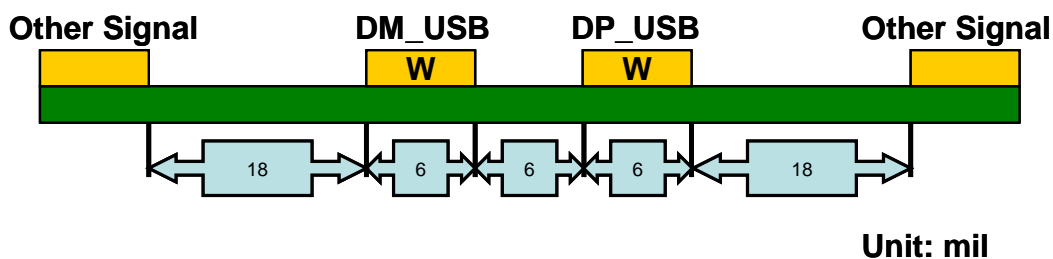 Other Signal DM_USB DP_USB Other Signal
W W
18 6 6 6 18
Unit: mil